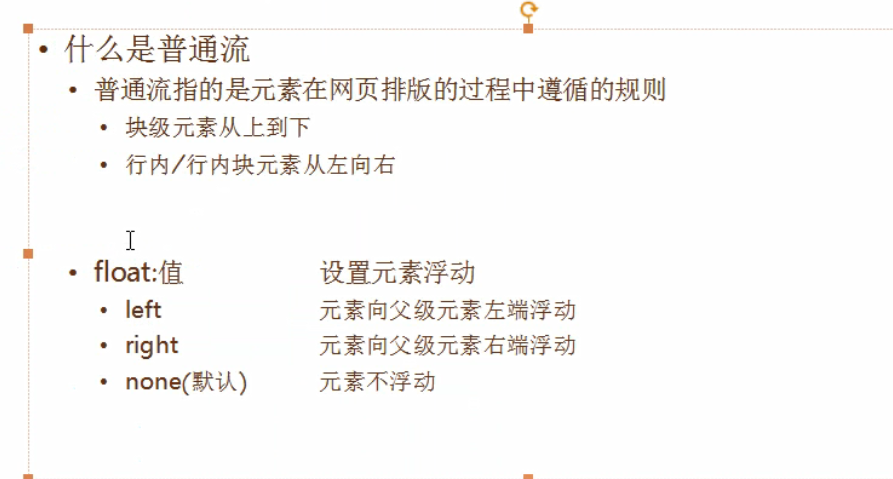 • 什么是普通流
• 普通流指的是元素在网页排版的过程中遵循的规则
• 块级元素从上到下
• 行内/行内块元素从左向右
• float:值 设置元素浮动
• left 元素向父级元素左端浮动
• right 元素向父级元素右端浮动
• none(默认) 元素不浮动